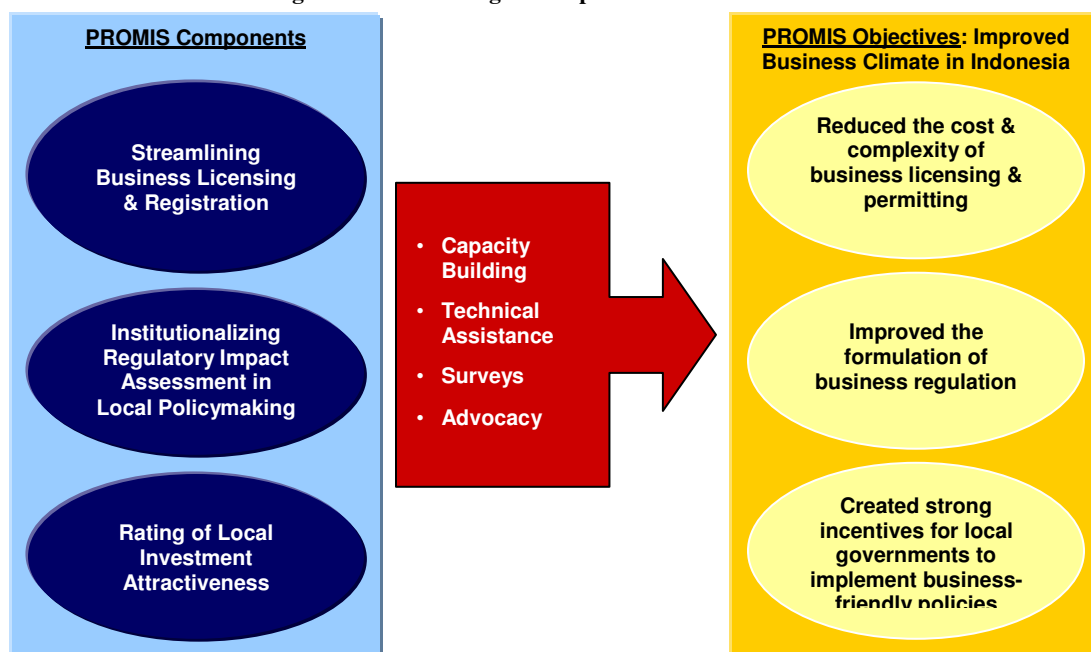 PROMIS Components
Streamlining
Business Licensing
& Registration
Institutionalizing
Regulatory Impact
Assessment in
Local Policymaking
Rating of Local
Investment
Attractiveness
• Capacity
Building
• Technical
Assistance
• Surveys
• Advocacy
PROMIS Objectives: Improved
Business Climate in Indonesia
Reduced the cost &
complexity of
business licensing &
permitting
Improved the
formulation of
business regulation
Created strong
incentives for local
governments to
implement business-
friendly policies